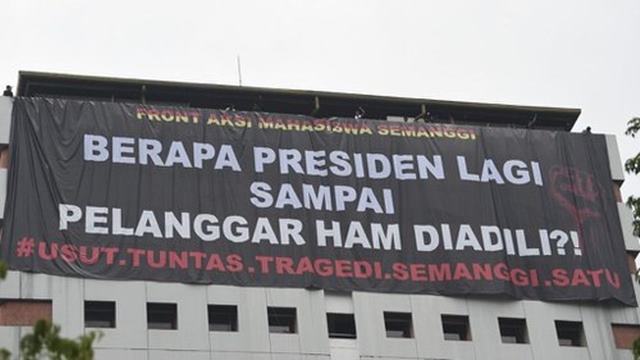 FRONT AKSI MAHASISWA SEMANGGI
BERAPA PRESIDEN LAGI
SAMPAI
PELANGGAR HAM DIADILI?!
#USUT.TUNTAS.TRAGEDI.SEMANGGI.SATU